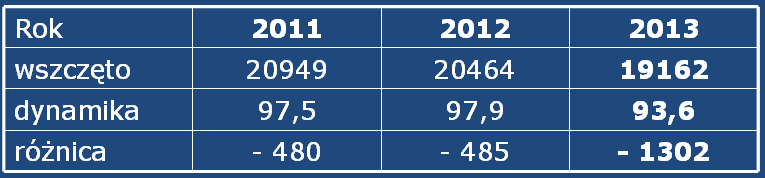 Rok 2011 2012 2013
wszczęto 20949 20464 19162
dynamika 97,5 97,9 93,6
różnica - 480 - 485 - 1302